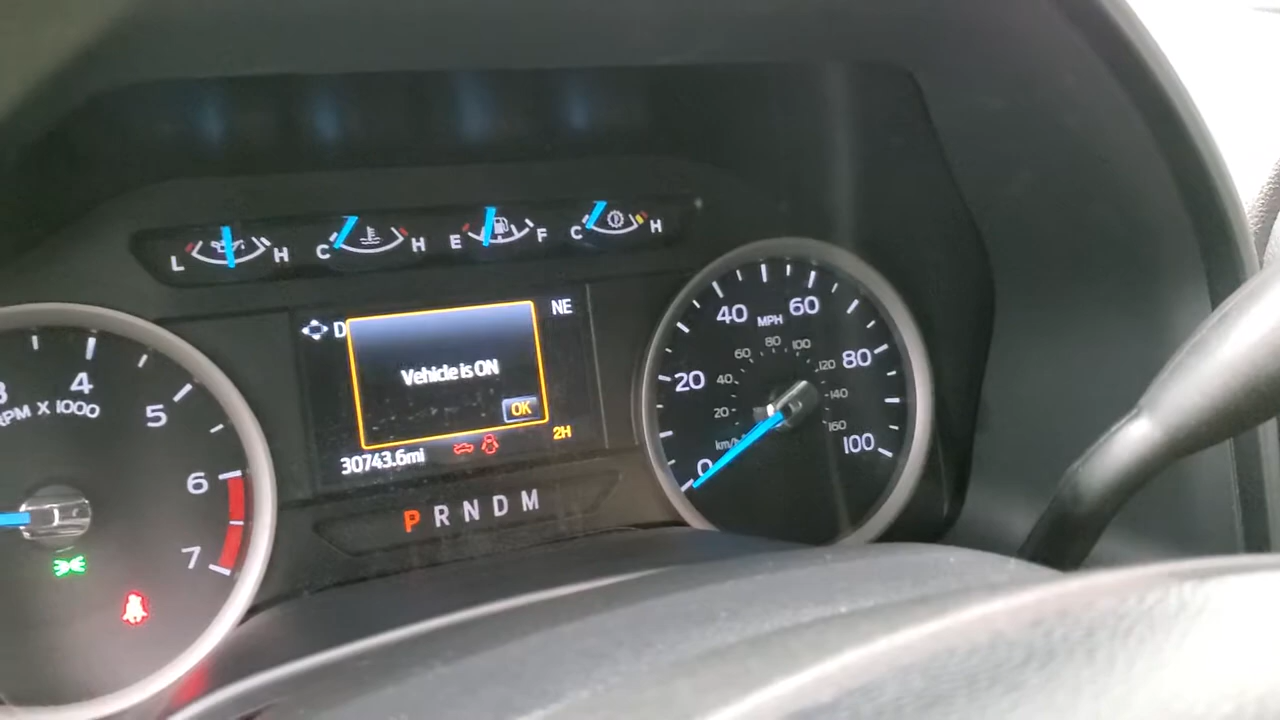 L H C H E F C H
NE
D
Vehicle is ON
OK
2H
30743.6mi
P R N D M
3 4 5 6 7
RPM X 1000
0 20 40 60 80 100
MPH
20 40 60 80 100 120 140 160
km/h